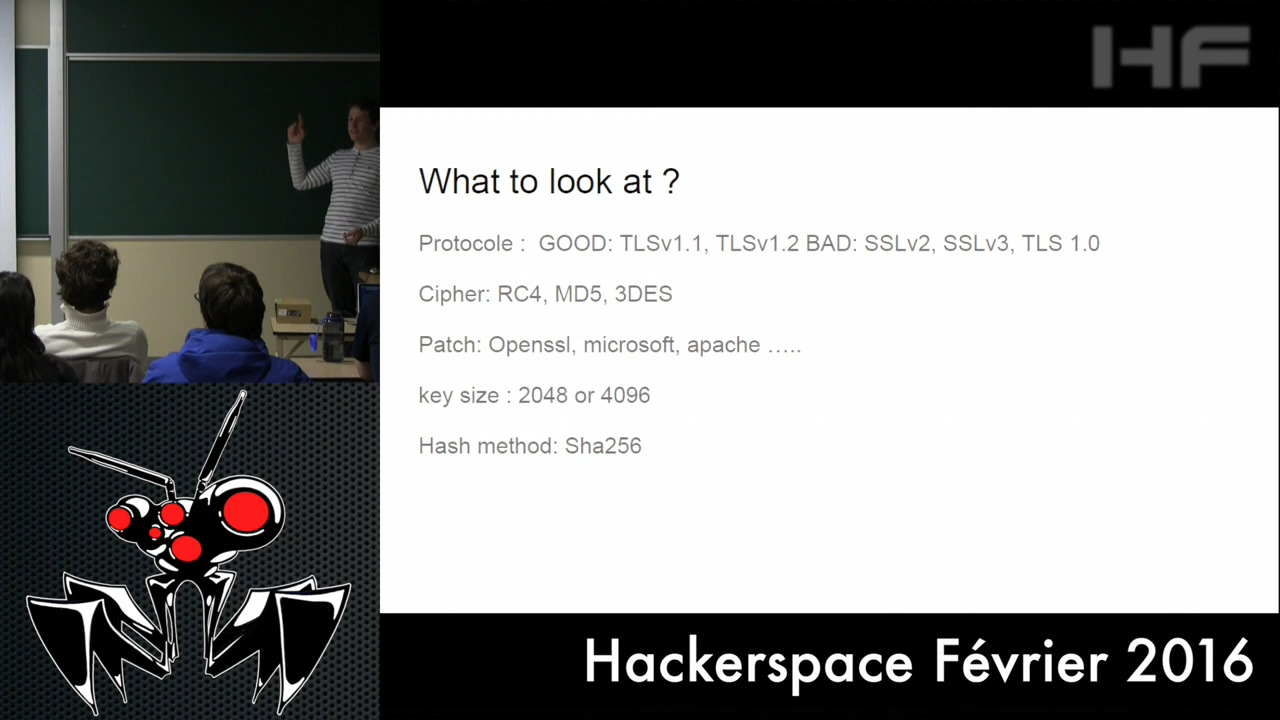 HF
What to look at ?
Protocole : GOOD: TLSv1.1, TLSv1.2 BAD: SSLv2, SSLv3, TLS 1.0
Cipher: RC4, MD5, 3DES
Patch: Openssl, microsoft, apache …..
key size : 2048 or 4096
Hash method: Sha256
Hackerspace Février 2016